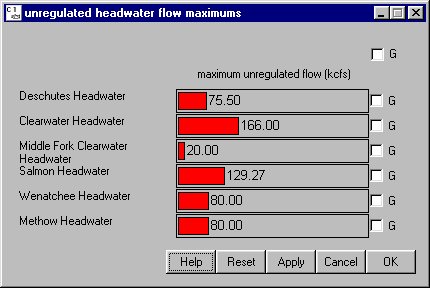 C 1
unregulated headwater flow maximums
G
maximum unregulated flow (kcfs)
Deschutes Headwater 75.50 G
Clearwater Headwater 166.00 G
Middle Fork Clearwater
Headwater 20.00 G
Salmon Headwater 129.27 G
Wenatchee Headwater 80.00 G
Methow Headwater 80.00 G
Help Reset Apply Cancel OK